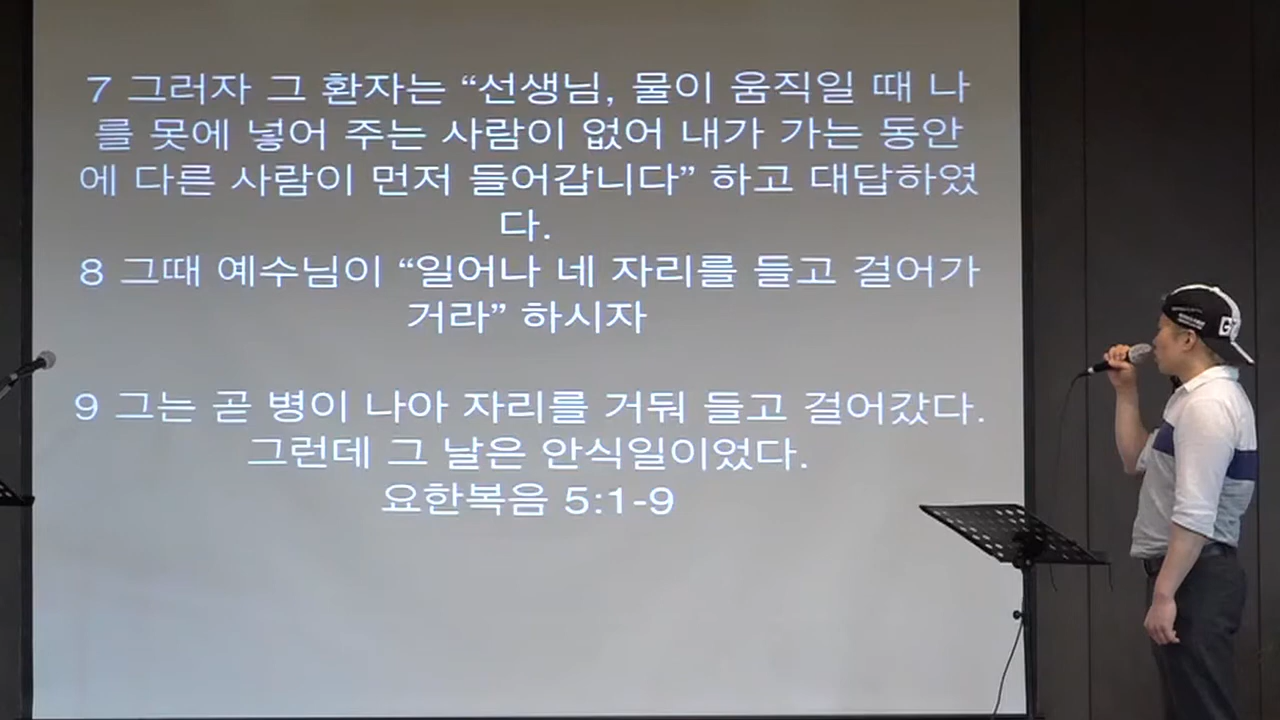 7 그러자 그 환자는 “선생님, 물이 움직일 때 나
를 못에 넣어 주는 사람이 없어 내가 가는 동안
에 다른 사람이 먼저 들어갑니다” 하고 대답하였
다.
8 그때 예수님이 “일어나 네 자리를 들고 걸어가
거라” 하시자
9 그는 곧 병이 나아 자리를 거둬 들고 걸어갔다.
그런데 그 날은 안식일이었다.
요한복음 5:1-9